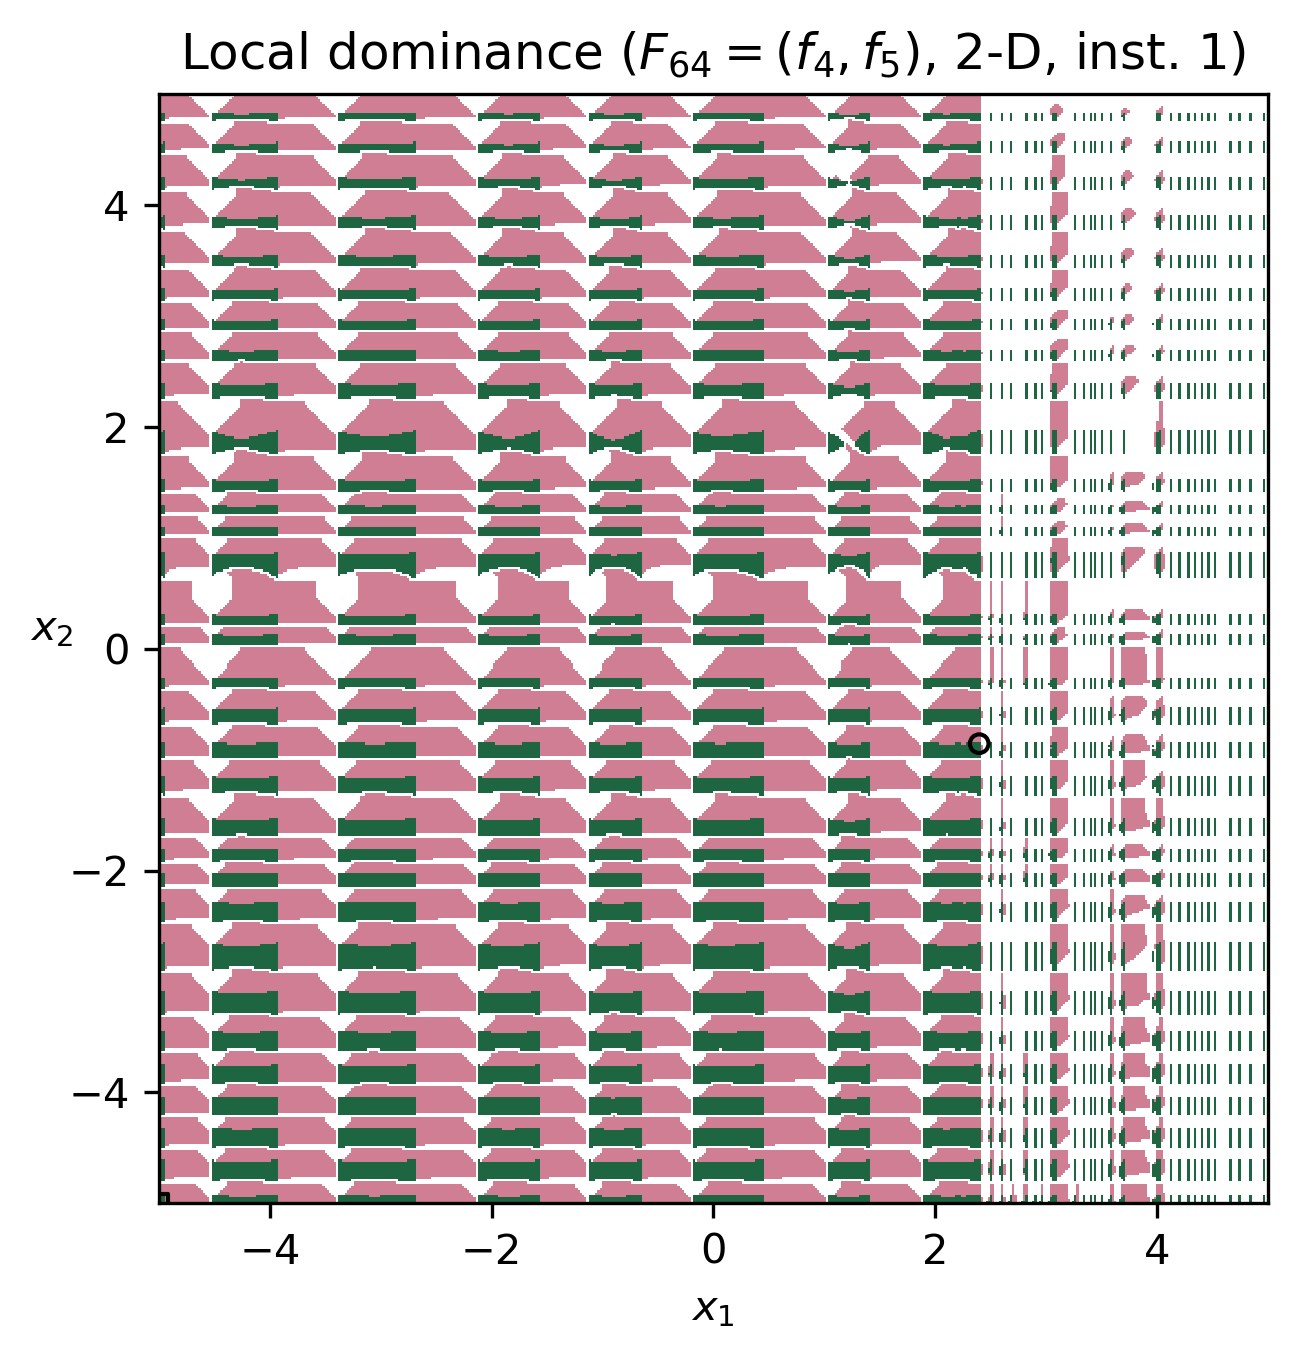 Local dominance (F₆₄ = (f₄, f₅), 2-D, inst. 1)
4
2
x₂ 0
−2
−4
−4 −2 0 2 4
x₁